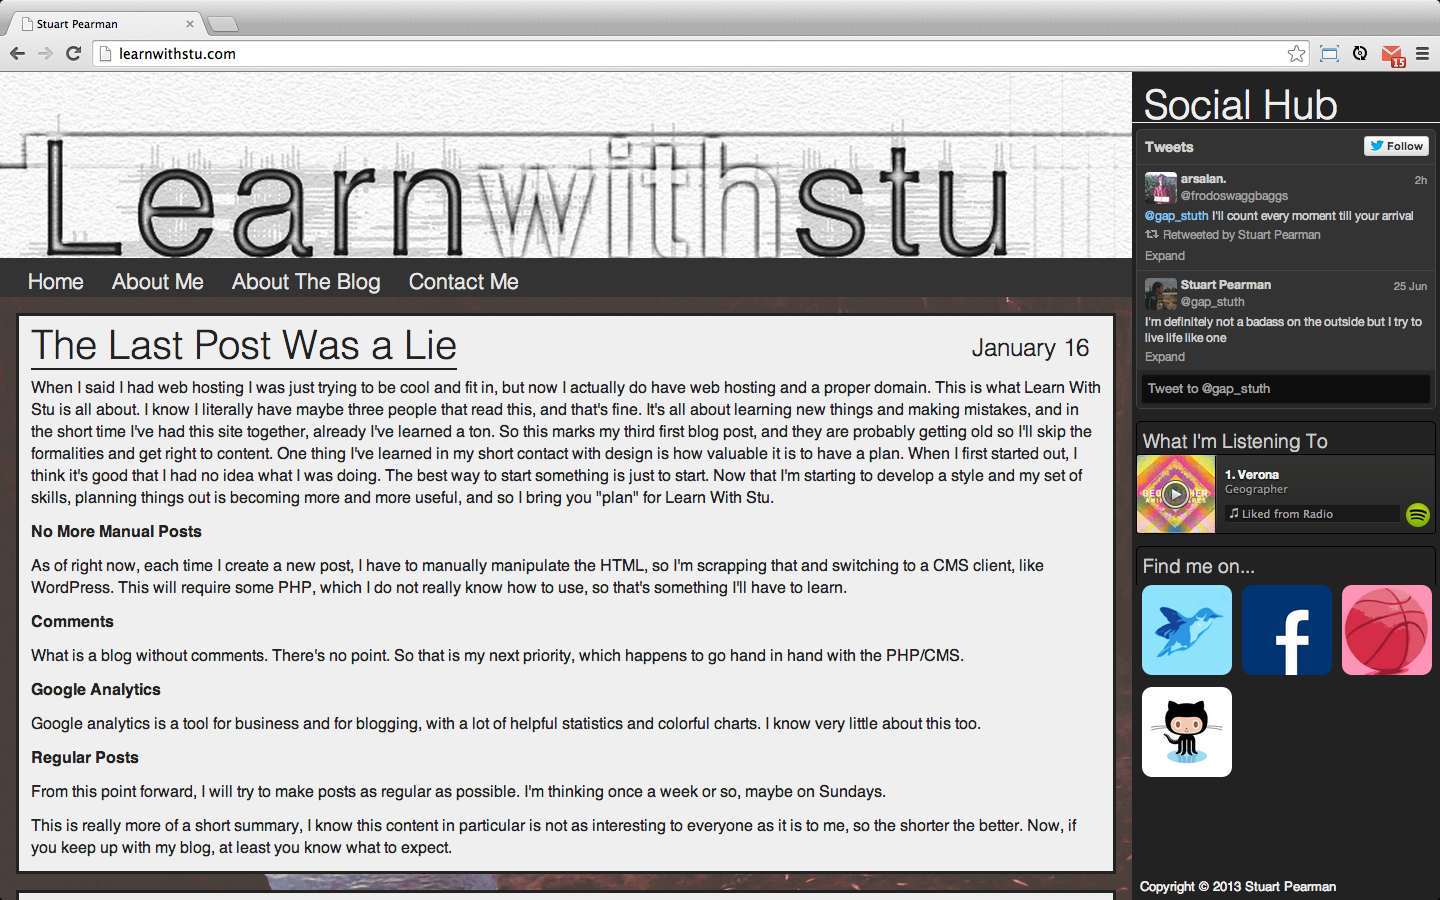 Stuart Pearman
learnwithstu.com
15
Learnwithstu
Home About Me About The Blog Contact Me
The Last Post Was a Lie
January 16
When I said I had web hosting I was just trying to be cool and fit in, but now I actually do have web hosting and a proper domain. This is what Learn With
Stu is all about. I know I literally have maybe three people that read this, and that's fine. It's all about learning new things and making mistakes, and in
the short time I've had this site together, already I've learned a ton. So this marks my third first blog post, and they are probably getting old so I'll skip the
formalities and get right to content. One thing I've learned in my short contact with design is how valuable it is to have a plan. When I first started out, I
think it's good that I had no idea what I was doing. The best way to start something is just to start. Now that I'm starting to develop a style and my set of
skills, planning things out is becoming more and more useful, and so I bring you "plan" for Learn With Stu.
No More Manual Posts
As of right now, each time I create a new post, I have to manually manipulate the HTML, so I'm scrapping that and switching to a CMS client, like
WordPress. This will require some PHP, which I do not really know how to use, so that's something I'll have to learn.
Comments
What is a blog without comments. There's no point. So that is my next priority, which happens to go hand in hand with the PHP/CMS.
Google Analytics
Google analytics is a tool for business and for blogging, with a lot of helpful statistics and colorful charts. I know very little about this too.
Regular Posts
From this point forward, I will try to make posts as regular as possible. I'm thinking once a week or so, maybe on Sundays.
This is really more of a short summary, I know this content in particular is not as interesting to everyone as it is to me, so the shorter the better. Now, if
you keep up with my blog, at least you know what to expect.
Social Hub
Tweets
Follow
arsalan.
2h
@frodoswaggbaggs
@gap_stuth I'll count every moment till your arrival
Retweeted by Stuart Pearman
Expand
Stuart Pearman
25 Jun
@gap_stuth
I'm definitely not a badass on the outside but I try to
live life like one
Expand
Tweet to @gap_stuth
What I'm Listening To
1. Verona
Geographer
Liked from Radio
Find me on...
f
Copyright © 2013 Stuart Pearman